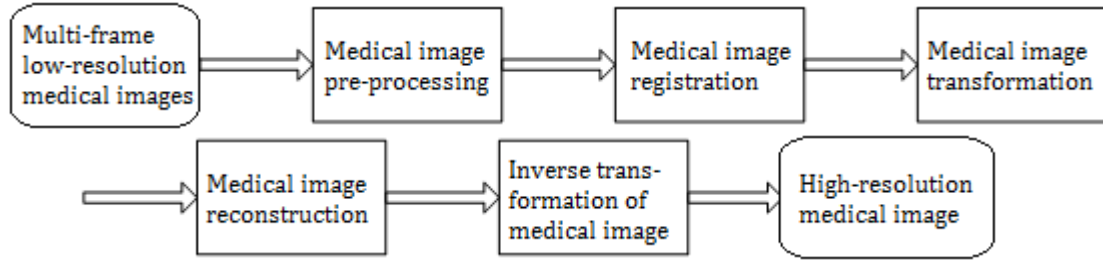 Multi-frame
low-resolution
medical images
Medical image
pre-processing
Medical image
registration
Medical image
transformation
Medical image
reconstruction
Inverse trans-
formation of
medical image
High-resolution
medical image